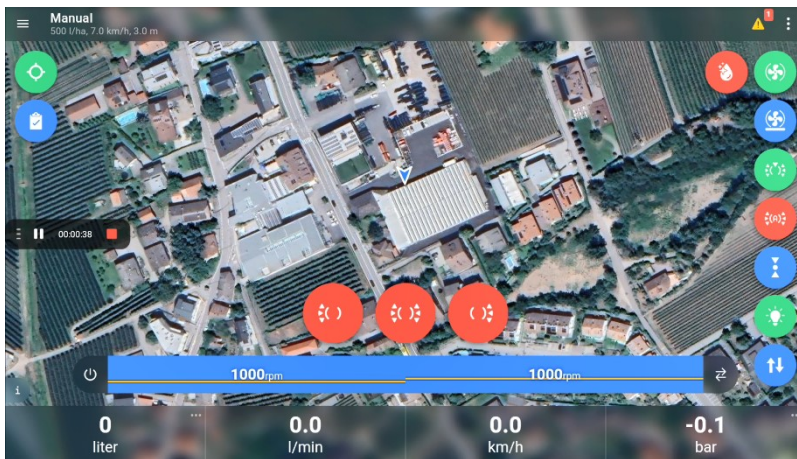 Manual
500 l/ha, 7.0 km/h, 3.0 m
1
(A)
00:00:38
1000rpm
1000rpm
i
0
liter
0.0
l/min
0.0
km/h
-0.1
bar